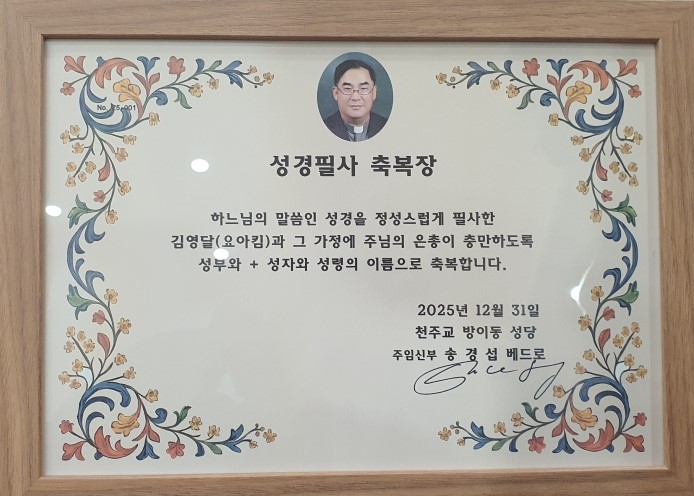 No. 25-001
성경필사 축복장
하느님의 말씀인 성경을 정성스럽게 필사한
김영달(요아킴)과 그 가정에 주님의 은총이 충만하도록
성부와 + 성자와 성령의 이름으로 축복합니다.
2025년 12월 31일
천주교 방이동 성당
주임신부 송 경 섭 베드로